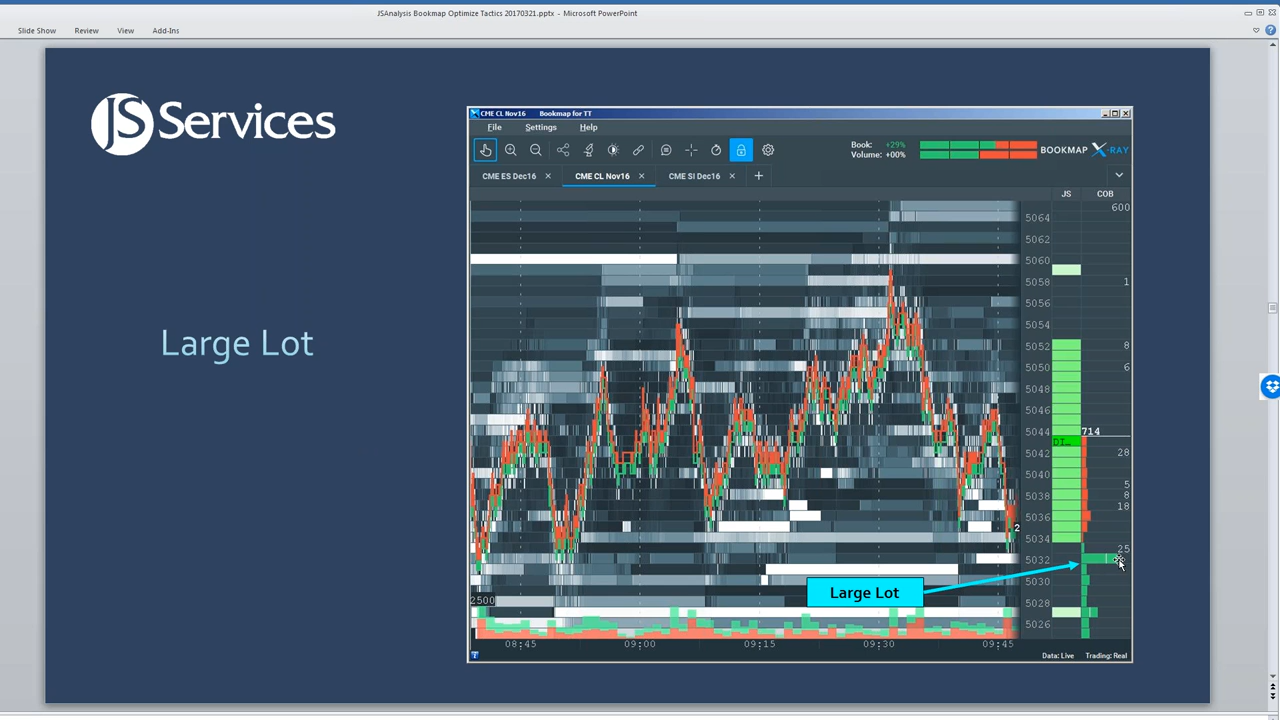 JSAnalysis Bookmap Optimize Tactics 20170321.pptx - Microsoft PowerPoint
Slide Show Review View Add-Ins
JS Services
Large Lot
CME CL Nov16 Bookmap for TT
File Settings Help
Book: +29%
Volume: +00%
BOOKMAP X-RAY
CME ES Dec16 CME CL Nov16 CME SI Dec16
JS COB
600
5064
5062
5060
5058 1
5056
5054
5052 8
5050 6
5048
5046
5044 714
DI...
5042 28
5040
5 
5038 8
18
5036
2
5034
25
5032
5030
Large Lot
2500 5028
5026
08:45 09:00 09:15 09:30 09:45
Data: Live Trading: Real